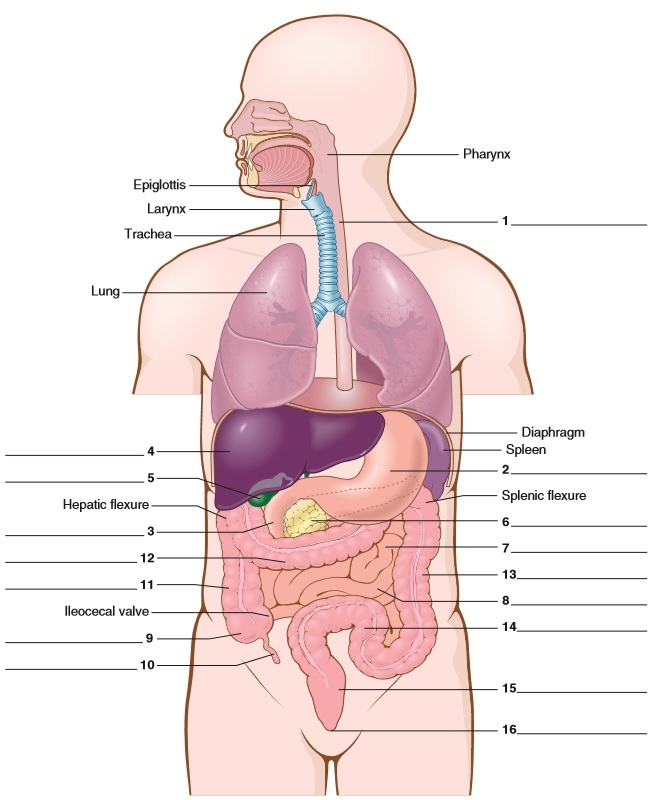 Pharynx
Epiglottis
Larynx
1
Trachea
Lung
Diaphragm
4
Spleen
2
5
Splenic flexure
Hepatic flexure
6
3
7
12
13
11
8
Ileocecal valve
14
9
10
15
16